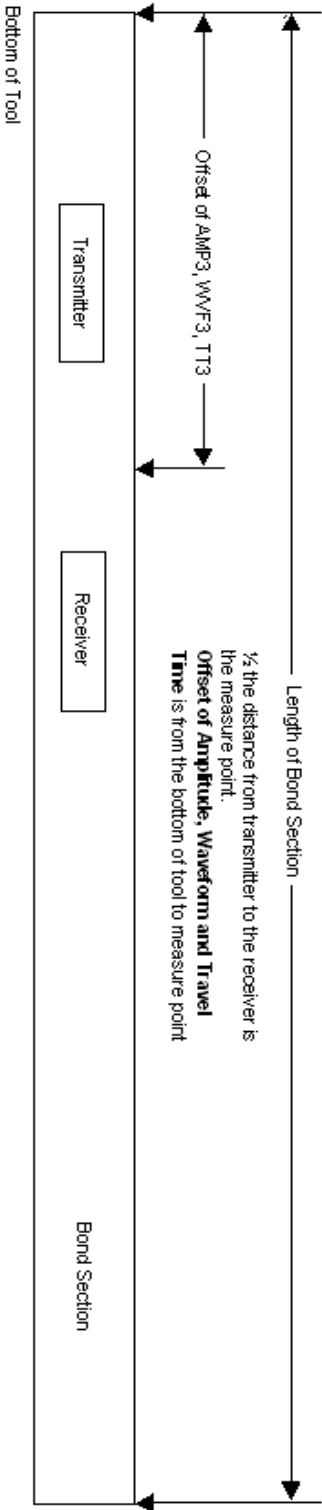 Length of Bond Section
½ the distance from transmitter to the receiver is
the measure point.
Offset of Amplitude, Waveform and Travel
Time is from the bottom of tool to measure point
Offset of AMP3, WVF3, TT3
Transmitter
Receiver
Bond Section
Bottom of Tool